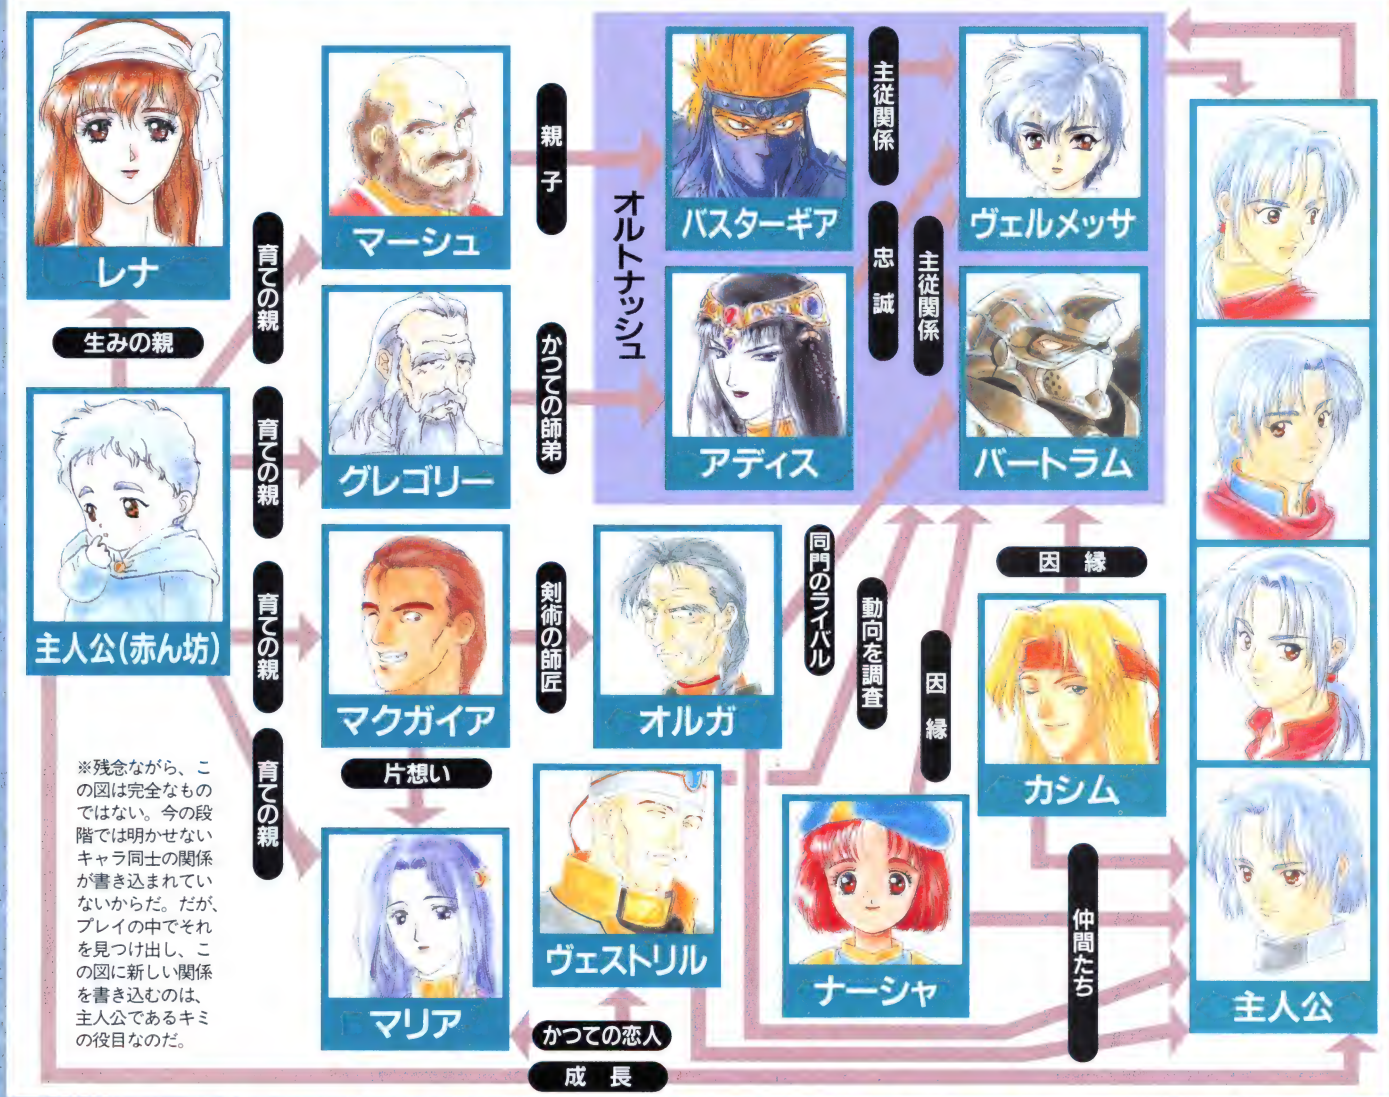 レナ
生みの親
主人公(赤ん坊)
育ての親
育ての親
育ての親
育ての親
マーシュ
グレゴリー
マクガイア
片想い
マリア
親子
かつての師弟
剣術の師匠
オルトナッシュ
バスターギア
アディス
主従関係
忠誠
主従関係
ヴェルメッサ
バートラム
オルガ
同門のライバル
動向を調査
因縁
因縁
カシム
ヴェストリル
ナーシャ
仲間たち
主人公
かつての恋人
成長
※残念ながら、こ
の図は完全なもの
ではない。今の段
階では明かせない
キャラ同士の関係
が書き込まれてい
ないからだ。だが、
プレイの中でそれ
を見つけ出し、こ
の図に新しい関係
を書き込むのは、
主人公であるキミ
の役目なのだ。